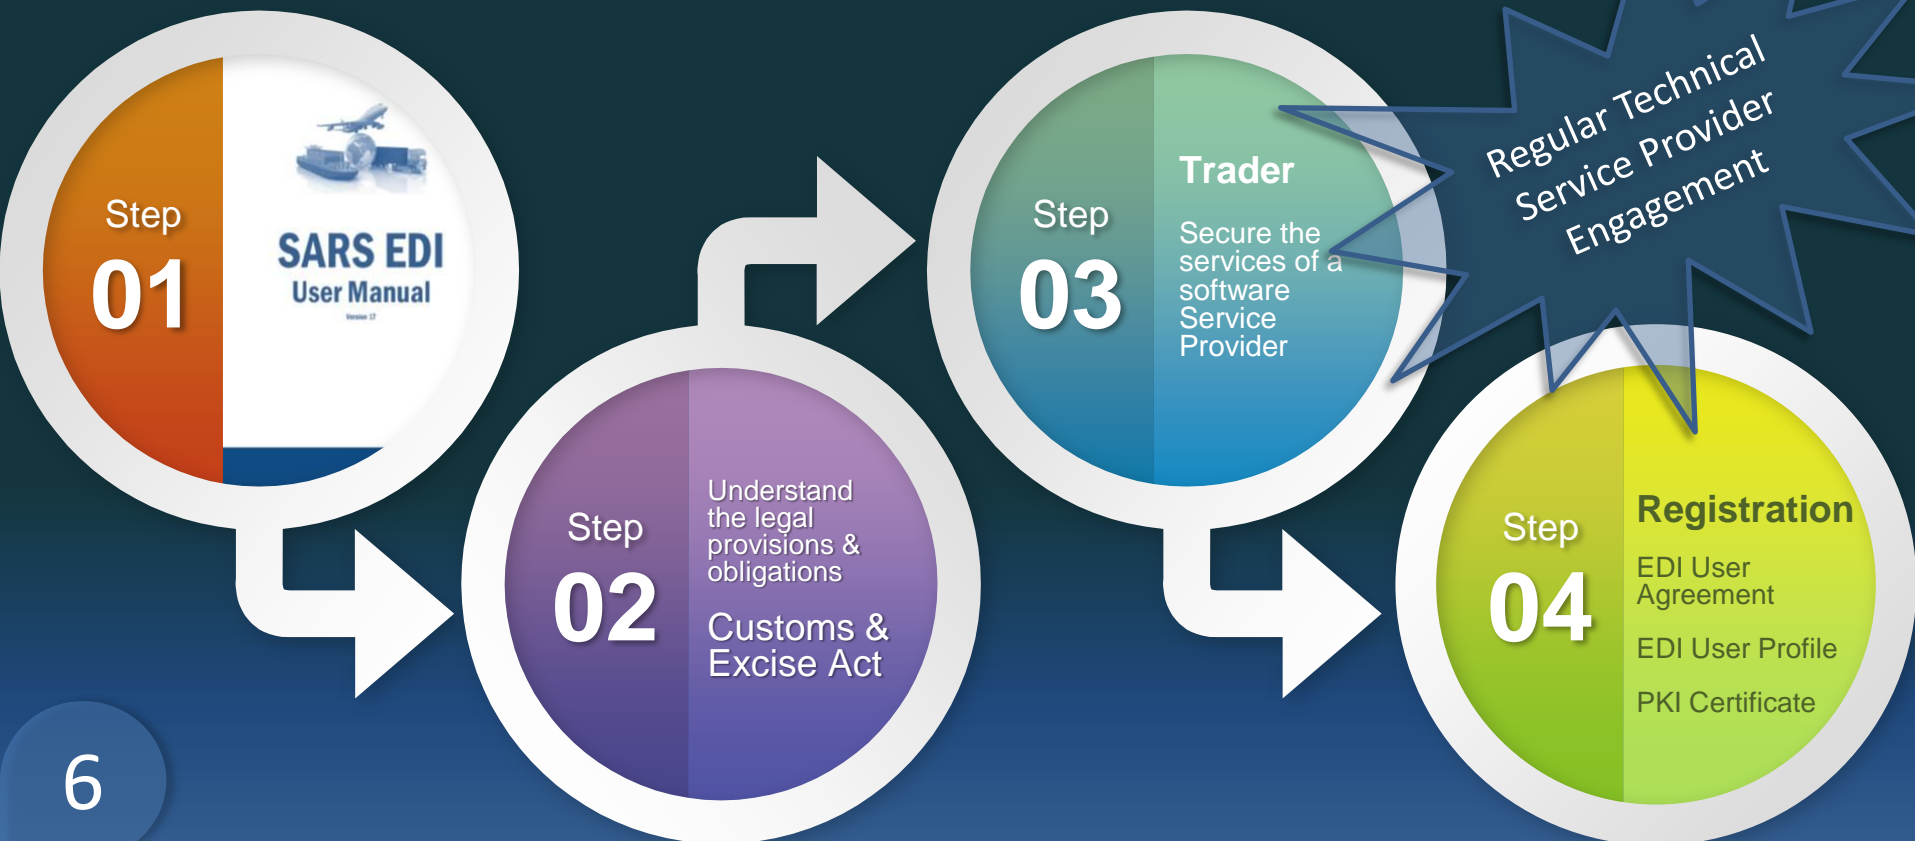 Step
01
SARS EDI
User Manual
Version 17
Step
02
Understand
the legal
provisions &
obligations
Customs &
Excise Act
Step
03
Trader
Secure the
services of a
software
Service
Provider
Regular Technical
Service Provider
Engagement
Step
04
Registration
EDI User
Agreement
EDI User Profile
PKI Certificate
6